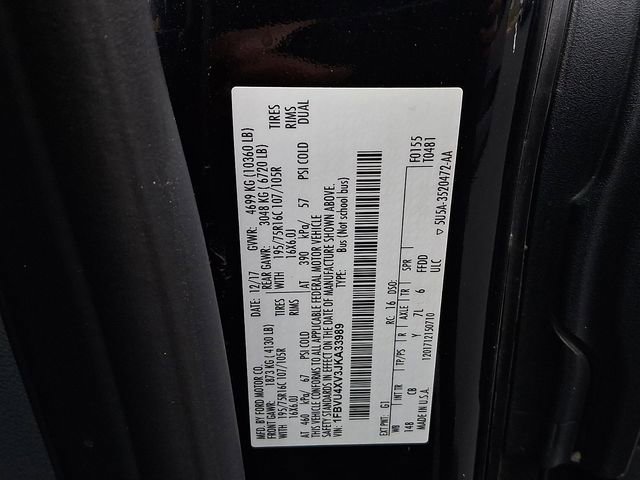 MFD. BY FORD MOTOR CO.
DATE: 12/17 GVWR: 4699 KG (10360 LB)
FRONT GAWR: 1873 KG (4130 LB) REAR GAWR: 3048 KG (6720 LB)
WITH 195/75R16C 107/105R TIRES WITH 195/75R16C 107/105R TIRES
16X6.0J RIMS 16X6.0J RIMS
AT 460 kPa/ 67 PSI COLD AT 390 kPa/ 57 PSI COLD DUAL
THIS VEHICLE CONFORMS TO ALL APPLICABLE FEDERAL MOTOR VEHICLE
SAFETY STANDARDS IN EFFECT ON THE DATE OF MANUFACTURE SHOWN ABOVE.
VIN: 1FBVU4XV3JKA33989 TYPE: Bus (Not school bus)
EXT PNT: G1 RC: 16 DSO: F0155
WB INT TR TP/PS R AXLE TR SPR T04B1
148 CB Y 7L 6 FFDD
MADE IN U.S.A. 1201712150710 ULC
▽ 5U5A-3520472-AA